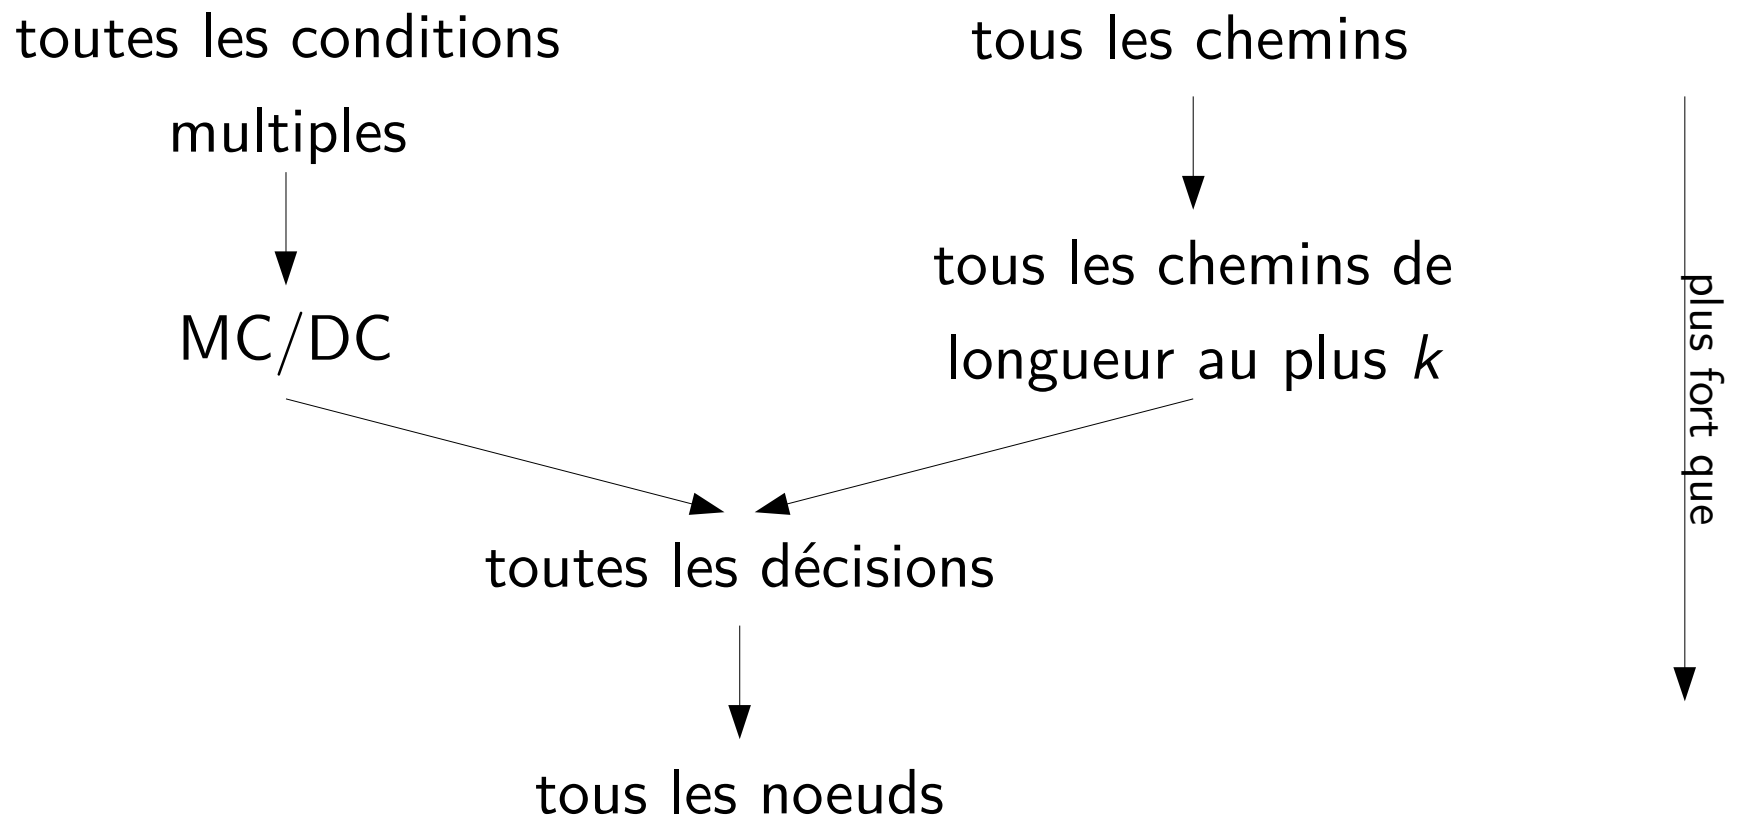 toutes les conditions
multiples
tous les chemins
MC/DC
tous les chemins de
longueur au plus k
toutes les décisions
tous les noeuds
plus fort que